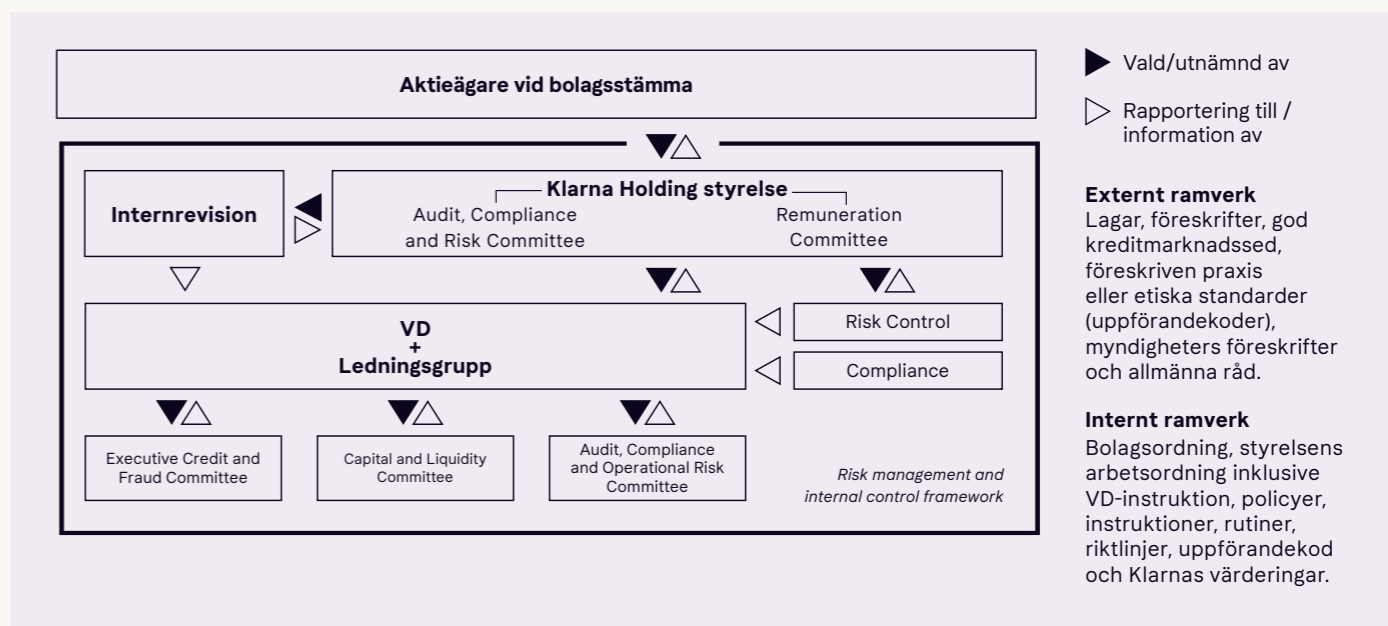 Aktieägare vid bolagsstämma
Internrevision
Klarna Holding styrelse
Audit, Compliance
and Risk Committee
Remuneration
Committee
VD
+
Ledningsgrupp
Risk Control
Compliance
Executive Credit and
Fraud Committee
Capital and Liquidity
Committee
Audit, Compliance
and Operational Risk
Committee
Risk management and
internal control framework
Vald/utnämnd av
Rapportering till /
information av
Externt ramverk
Lagar, föreskrifter, god
kreditmarknadssed,
föreskriven praxis
eller etiska standarder
(uppförandekoder),
myndigheters föreskrifter
och allmänna råd.
Internt ramverk
Bolagsordning, styrelsens
arbetsordning inklusive
VD-instruktion, policyer,
instruktioner, rutiner,
riktlinjer, uppförandekod
och Klarnas värderingar.